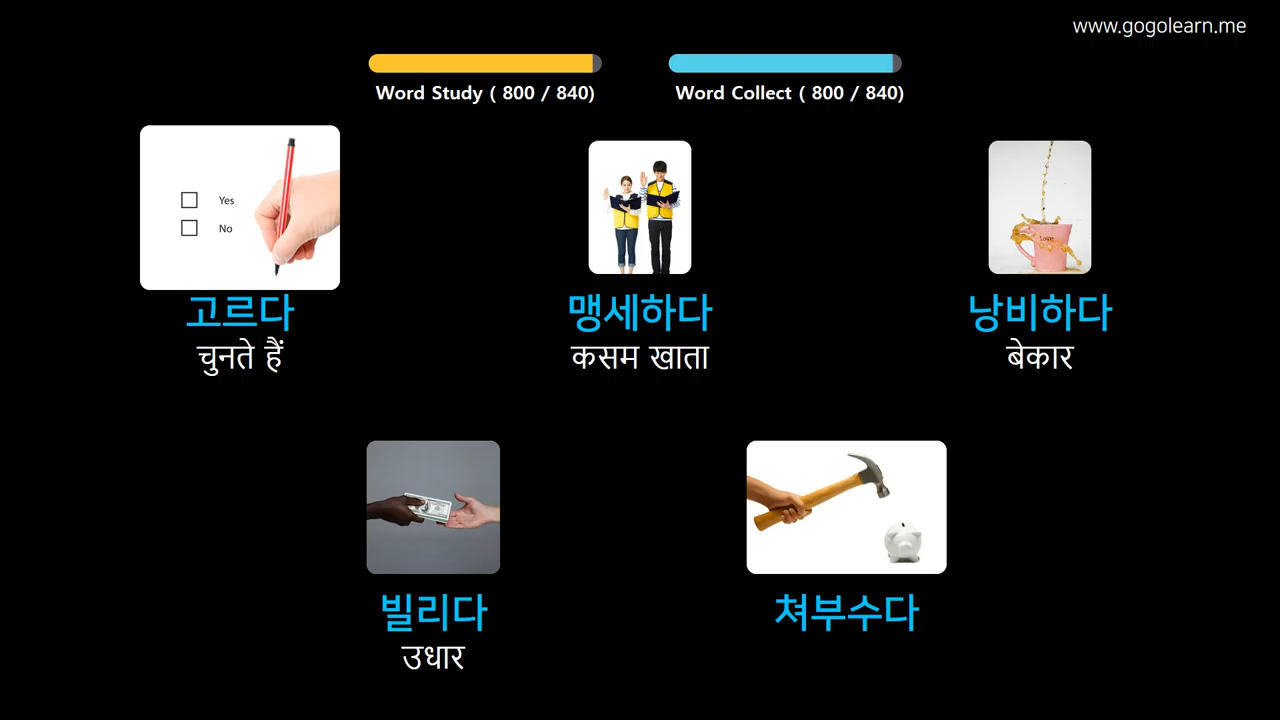 www.gogolearn.me
Word Study ( 800 / 840)
Word Collect ( 800 / 840)
Yes
No
Love
고르다
맹세하다
낭비하다
चुनते हैं
कसम खाता
बेकार
빌리다
쳐부수다
उधार